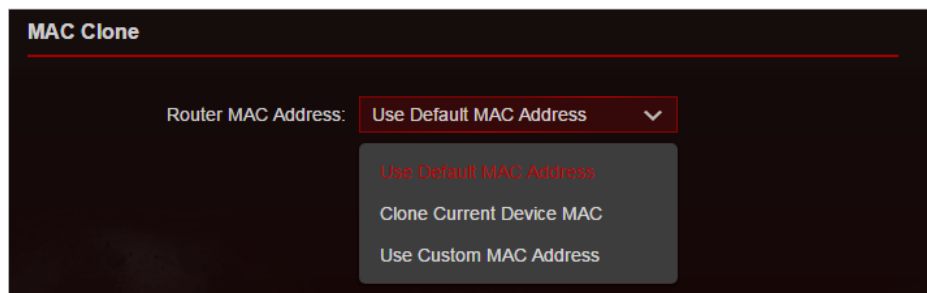 MAC Clone
Router MAC Address: Use Default MAC Address
Use Default MAC Address
Clone Current Device MAC
Use Custom MAC Address